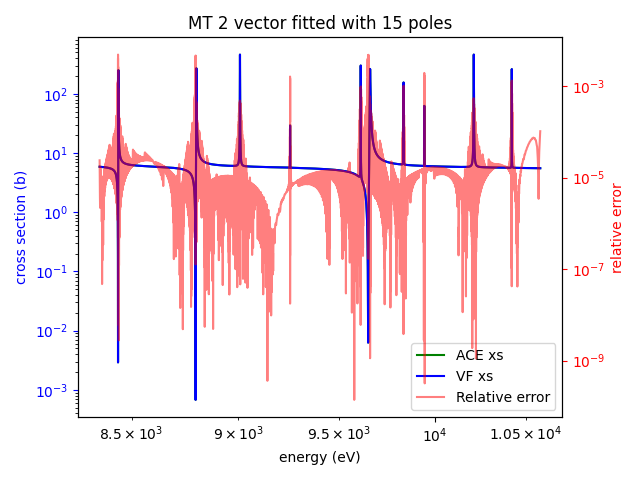 MT 2 vector fitted with 15 poles
cross section (b)
10²
10¹
10⁰
10⁻¹
10⁻²
10⁻³
10⁻³
10⁻⁵
10⁻⁷
10⁻⁹
relative error
ACE xs
VF xs
Relative error
8.5 × 10³ 9 × 10³ 9.5 × 10³ 10⁴ 1.05 × 10⁴
energy (eV)